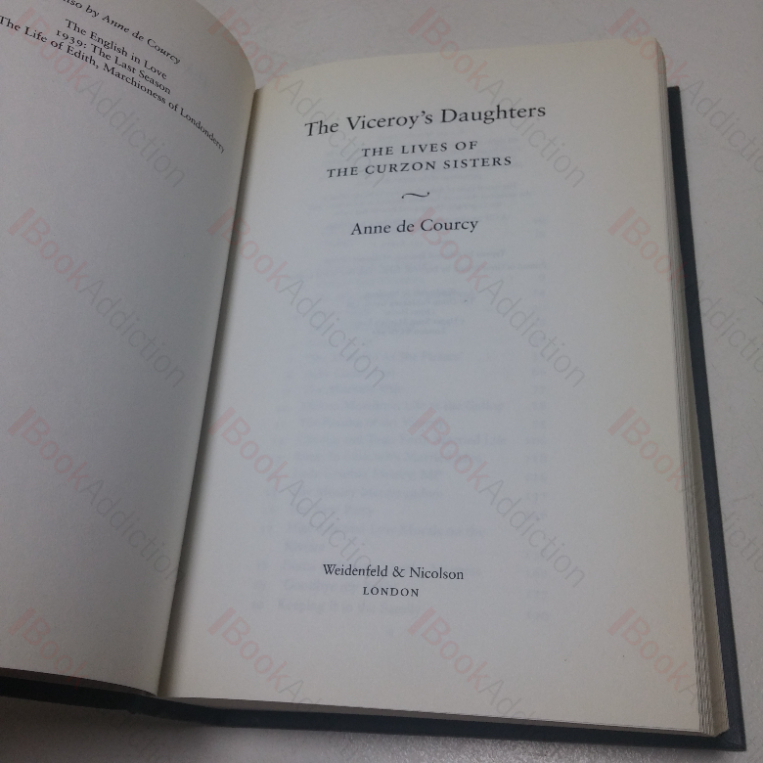 also by Anne de Courcy
The English in Love
1939: The Last Season
The Life of Edith, Marchioness of Londonderry
The Viceroy's Daughters
THE LIVES OF
THE CURZON SISTERS
Anne de Courcy
Weidenfeld & Nicolson
LONDON
BookAddiction